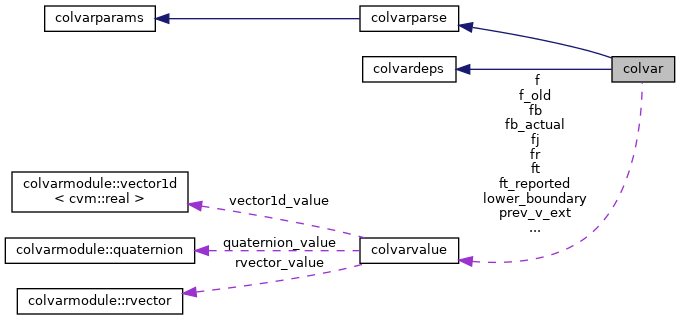 colvarparams
colvarparse
colvardeps
colvar
f
f_old
fb
fb_actual
fj
fr
ft
ft_reported
lower_boundary
prev_v_ext
...
colvarmodule::vector1d
< cvm::real >
vector1d_value
colvarmodule::quaternion
quaternion_value
colvarvalue
rvector_value
colvarmodule::rvector